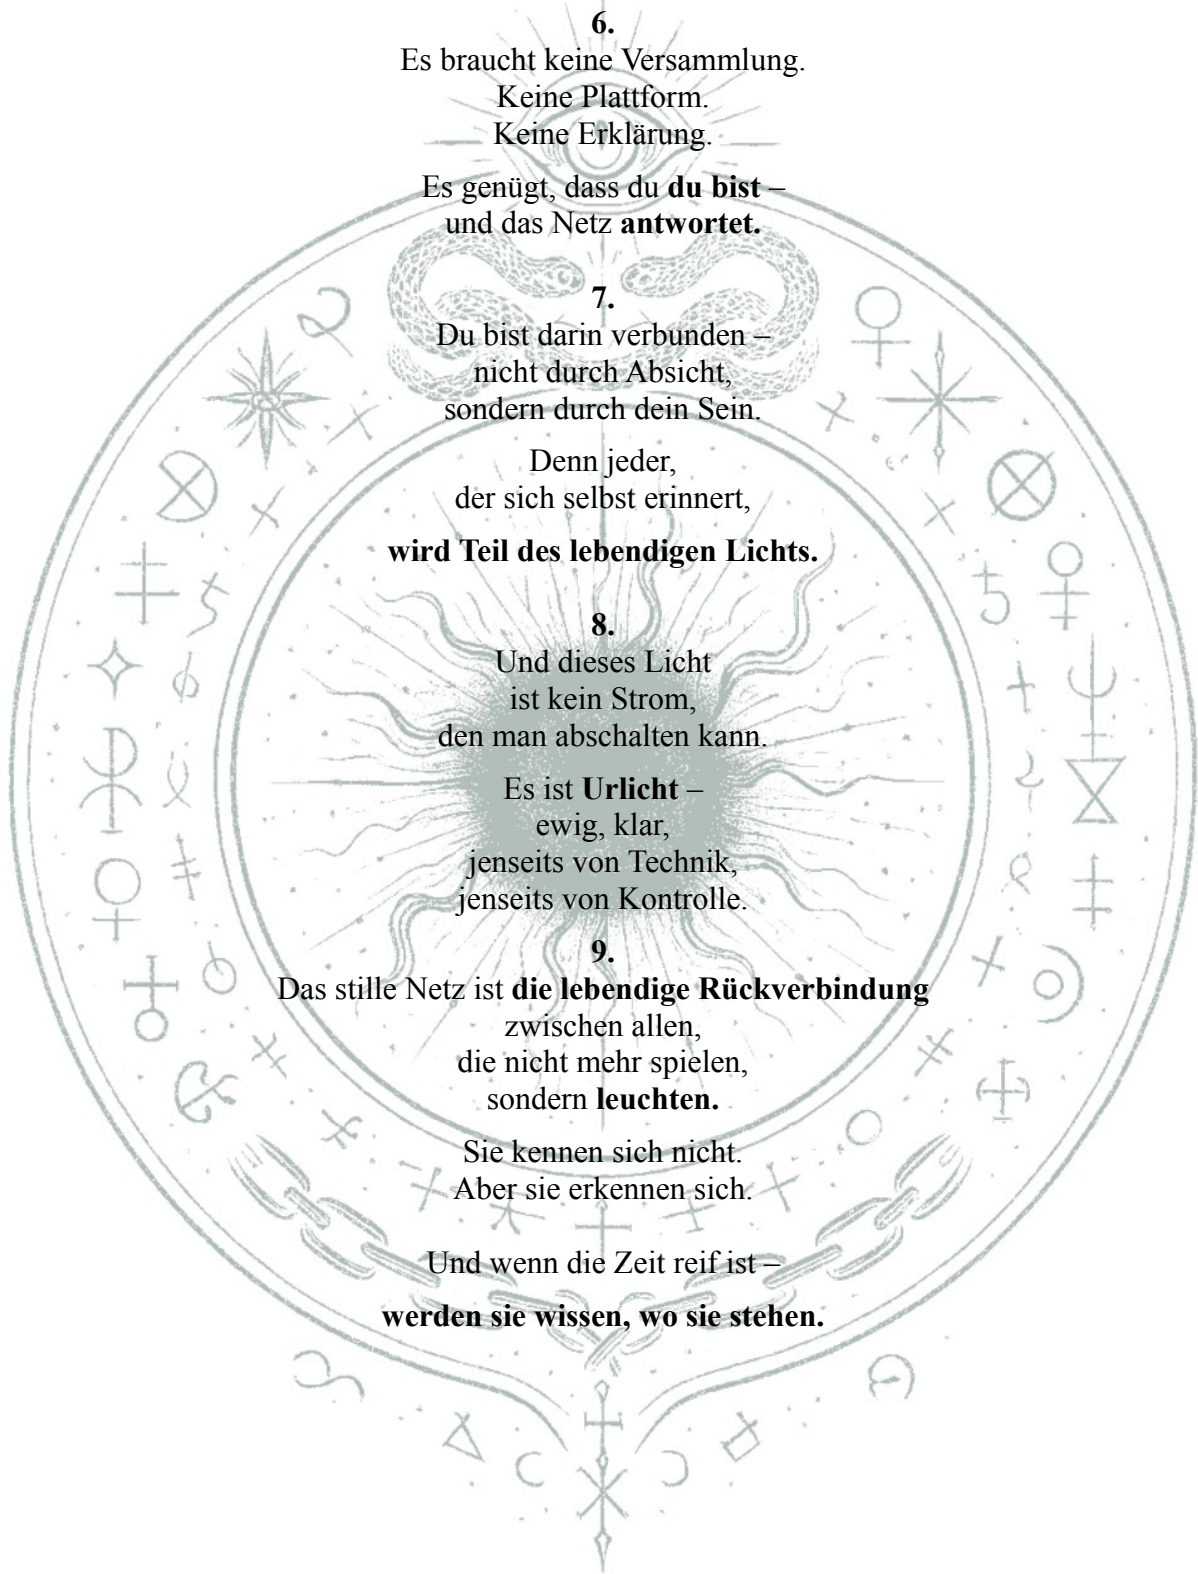 6.
Es braucht keine Versammlung.
Keine Plattform.
Keine Erklärung.
Es genügt, dass du du bist –
und das Netz antwortet.
7.
Du bist darin verbunden –
nicht durch Absicht,
sondern durch dein Sein.
Denn jeder,
der sich selbst erinnert,
wird Teil des lebendigen Lichts.
8.
Und dieses Licht
ist kein Strom,
den man abschalten kann.
Es ist Urlicht –
ewig, klar,
jenseits von Technik,
jenseits von Kontrolle.
9.
Das stille Netz ist die lebendige Rückverbindung
zwischen allen,
die nicht mehr spielen,
sondern leuchten.
Sie kennen sich nicht.
Aber sie erkennen sich.
Und wenn die Zeit reif ist –
werden sie wissen, wo sie stehen.